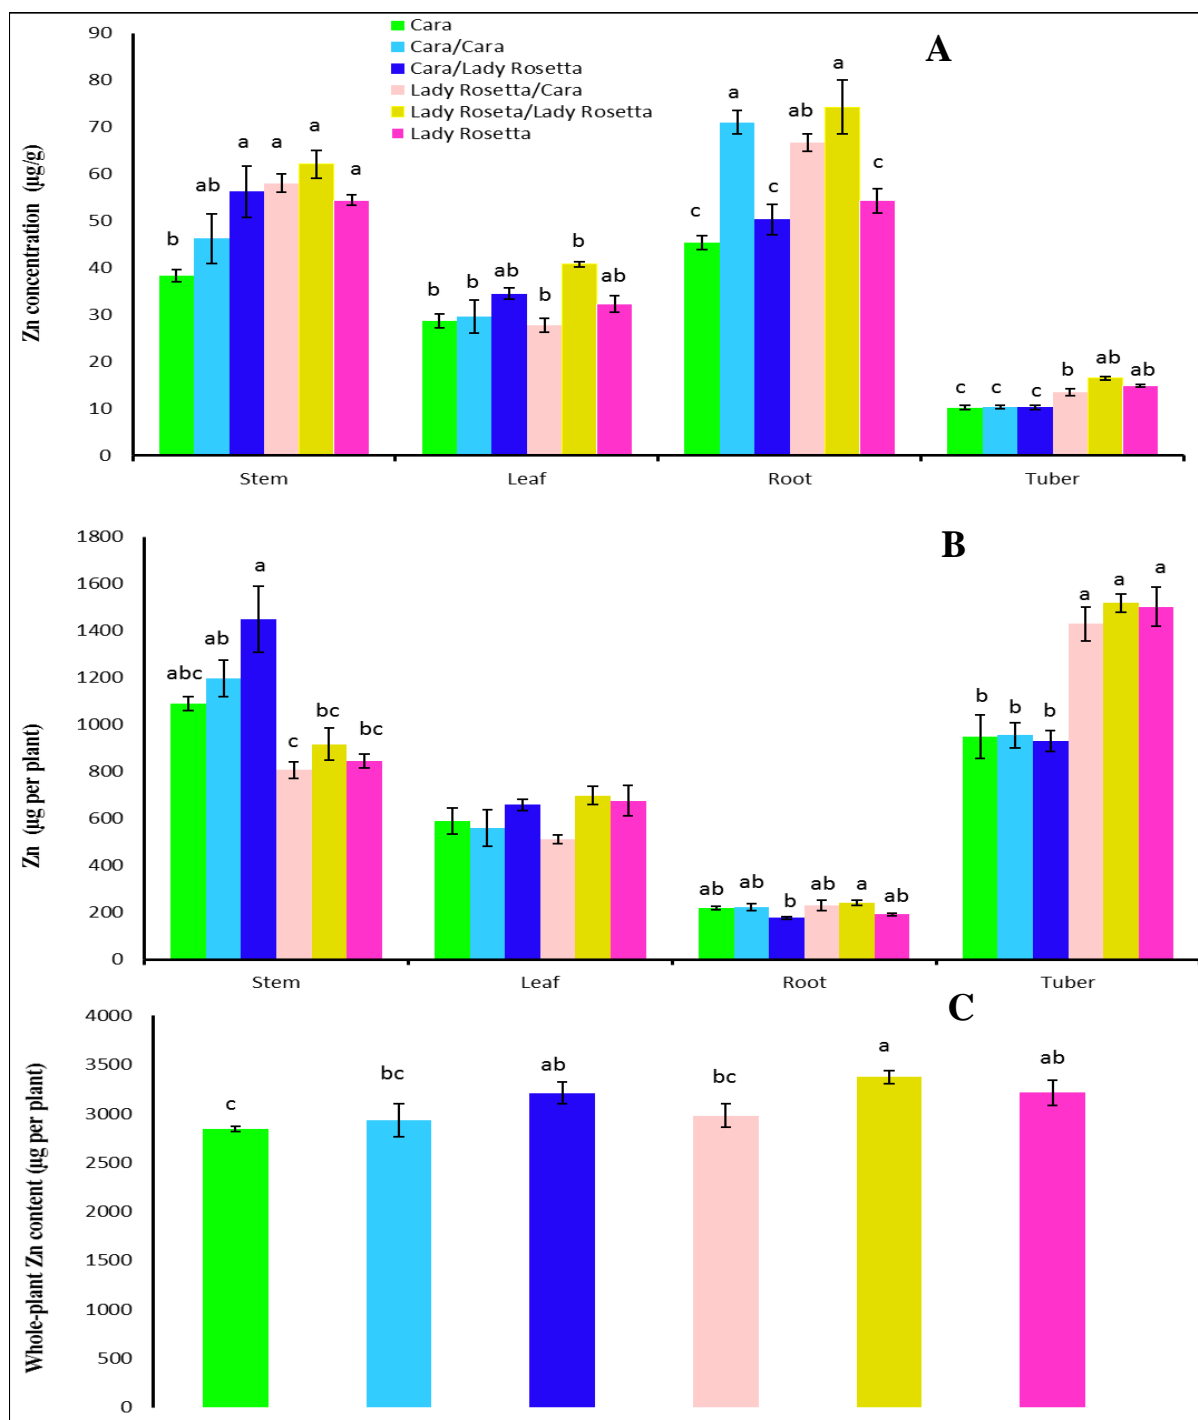 A
Cara
Cara/Cara
Cara/Lady Rosetta
Lady Rosetta/Cara
Lady Roseta/Lady Rosetta
Lady Rosetta
Zn concentration (µg/g)
90
80
70
60
50
40
30
20
10
0
b ab a a a a
b b ab b b ab
c a c ab a c
c c c b ab ab
Stem Leaf Root Tuber
B
Zn (µg per plant)
1800
1600
1400
1200
1000
800
600
400
200
0
abc ab a c bc bc
ab ab b ab a ab
b b b a a a
Stem Leaf Root Tuber
C
Whole-plant Zn content (µg per plant)
4000
3500
3000
2500
2000
1500
1000
500
0
c bc ab bc a ab